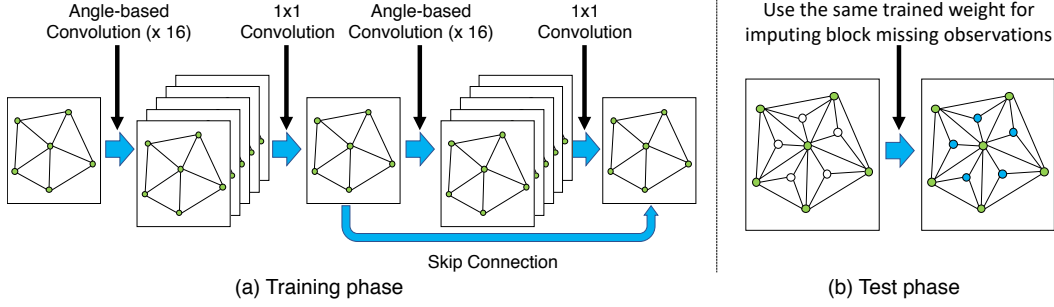 Angle-based
Convolution (x 16)
1x1
Convolution
Angle-based
Convolution (x 16)
1x1
Convolution
Skip Connection
(a) Training phase
Use the same trained weight for
imputing block missing observations
(b) Test phase